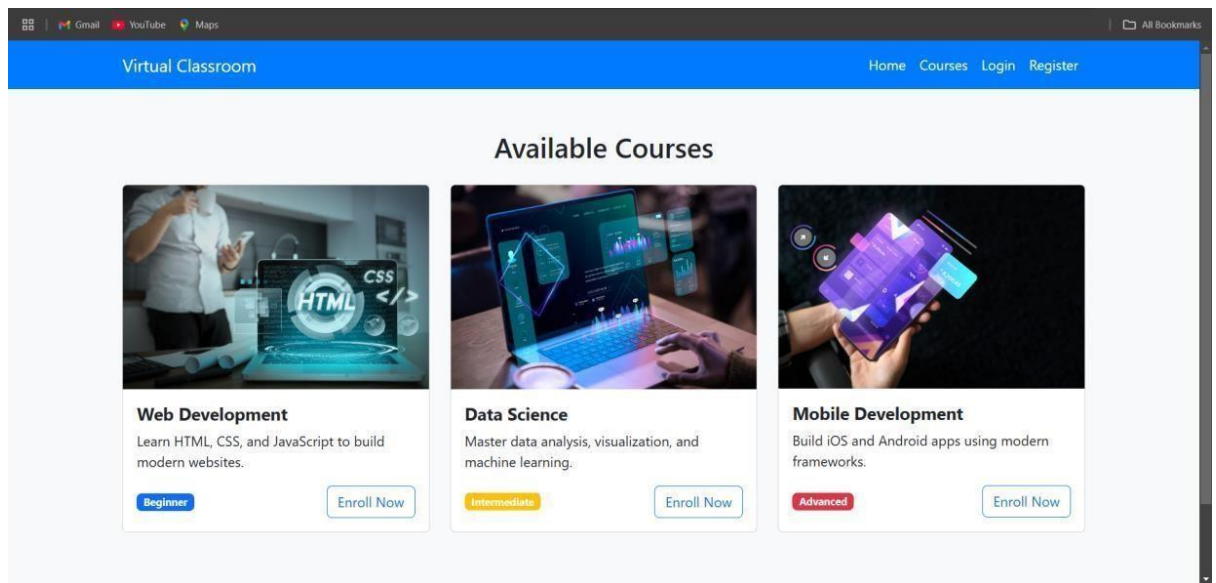 Gmail YouTube Maps All Bookmarks
Virtual Classroom Home Courses Login Register
Available Courses
CSS
HTML
</>
Web Development
Learn HTML, CSS, and JavaScript to build
modern websites.
Beginner Enroll Now
Data Science
Master data analysis, visualization, and
machine learning.
Intermediate Enroll Now
Mobile Development
Build iOS and Android apps using modern
frameworks.
Advanced Enroll Now